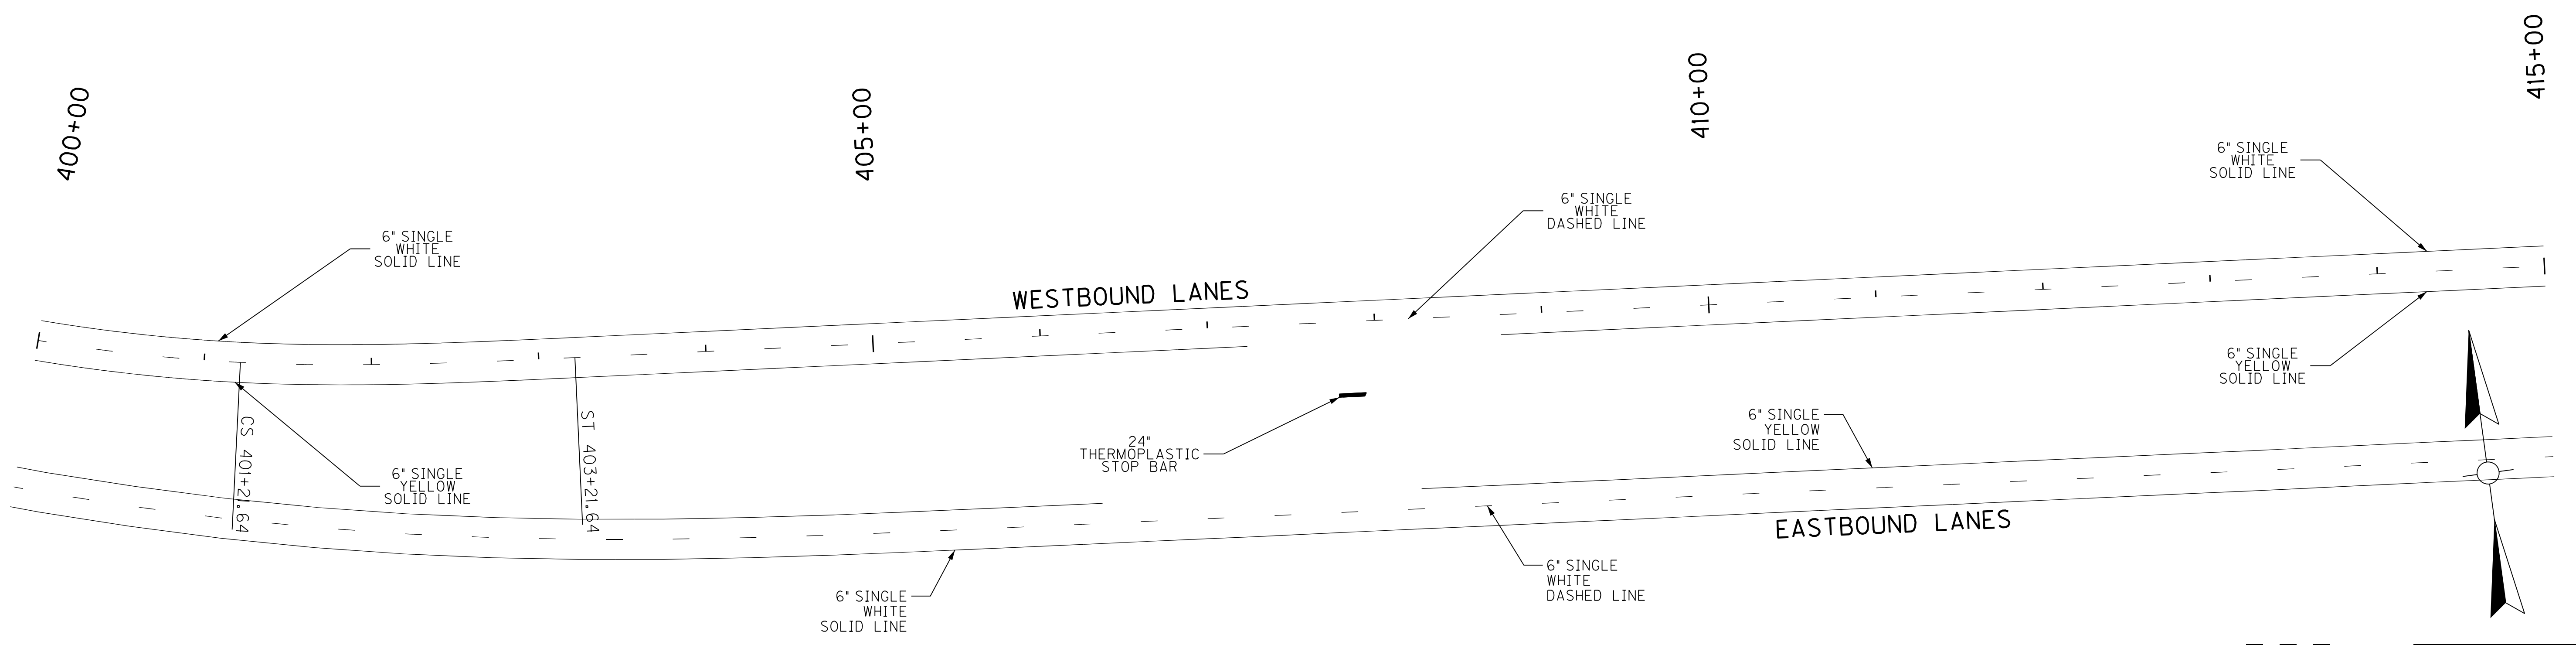 400+00
405+00
410+00
415+00
6" SINGLE
WHITE
SOLID LINE
6" SINGLE
WHITE
DASHED LINE
6" SINGLE
WHITE
SOLID LINE
WESTBOUND LANES
CS 401+21.64
ST 403+21.64
6" SINGLE
YELLOW
SOLID LINE
24"
THERMOPLASTIC
STOP BAR
6" SINGLE
YELLOW
SOLID LINE
6" SINGLE
YELLOW
SOLID LINE
EASTBOUND LANES
6" SINGLE
WHITE
SOLID LINE
6" SINGLE
WHITE
DASHED LINE